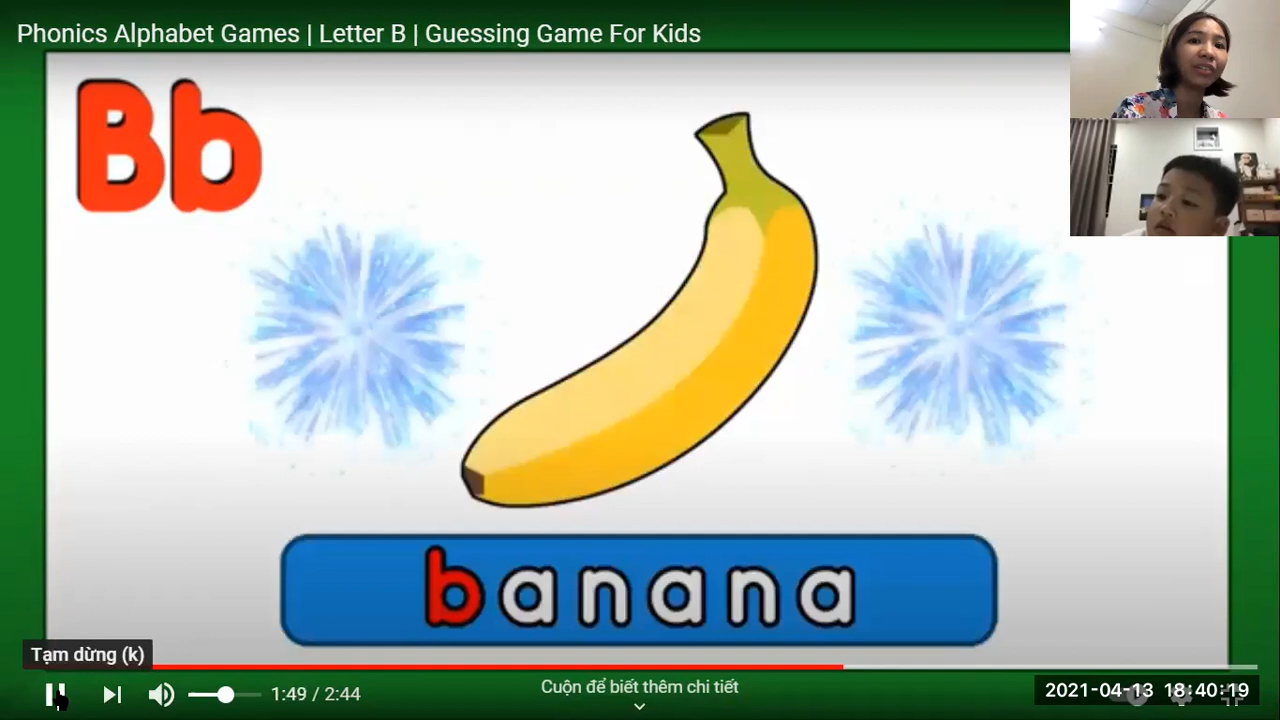 Phonics Alphabet Games | Letter B | Guessing Game For Kids
Bb
banana
Tạm dừng (k)
1:49 / 2:44
Cuộn để biết thêm chi tiết
2021-04-13 18:40:19